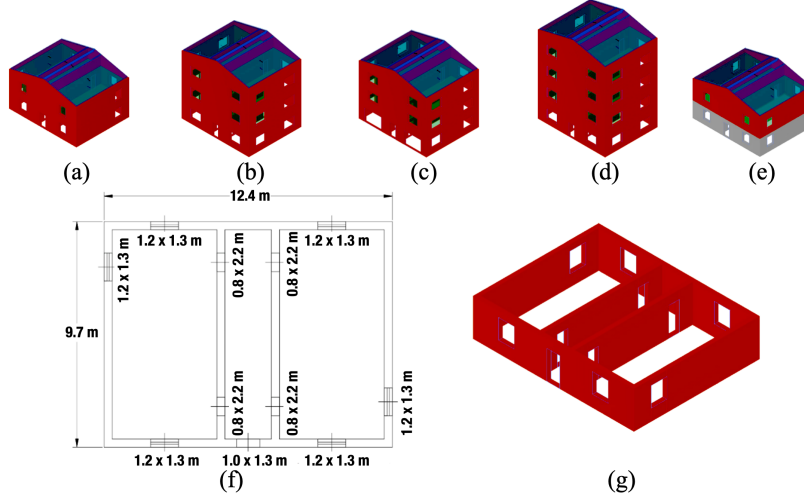 (a)
(b)
(c)
(d)
(e)
12.4 m
1.2 x 1.3 m
1.2 x 1.3 m
1.2 x 1.3 m
0.8 x 2.2 m
0.8 x 2.2 m
9.7 m
0.8 x 2.2 m
0.8 x 2.2 m
1.2 x 1.3 m
1.2 x 1.3 m
1.0 x 1.3 m
1.2 x 1.3 m
(f)
(g)